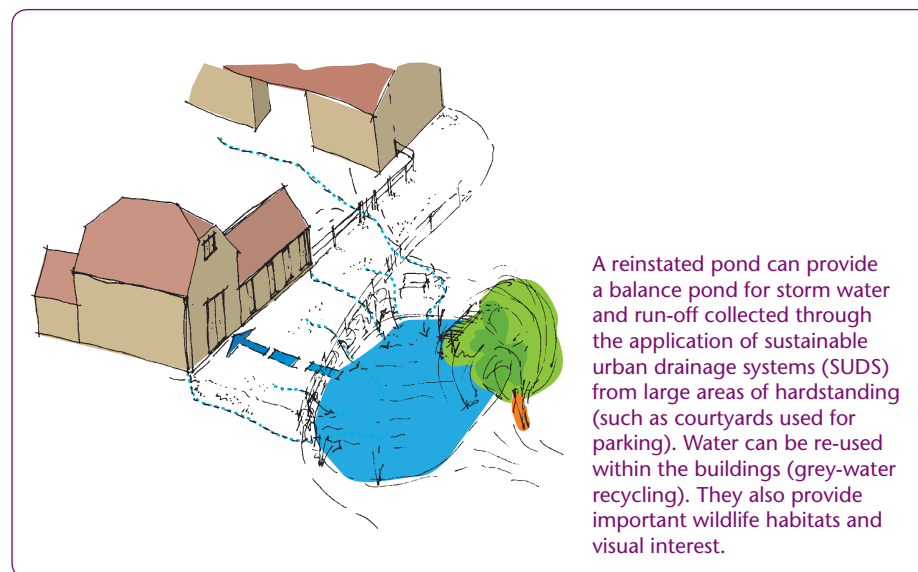 A reinstated pond can provide
a balance pond for storm water
and run-off collected through
the application of sustainable
urban drainage systems (SUDS)
from large areas of hardstanding
(such as courtyards used for
parking). Water can be re-used
within the buildings (grey-water
recycling). They also provide
important wildlife habitats and
visual interest.